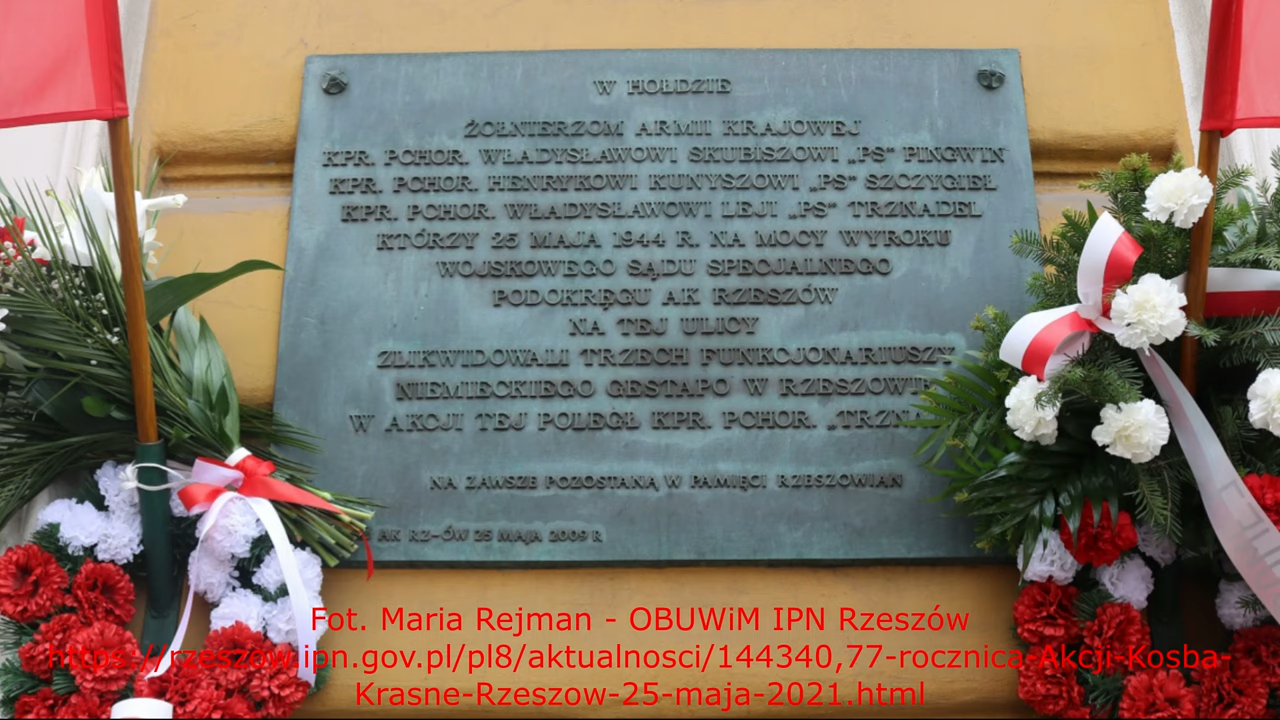 W HOŁDZIE
ŻOŁNIERZOM ARMII KRAJOWEJ
KPR. PCHOR. WŁADYSŁAWOWI SKUBISZOWI „PS” PINGWIN
KPR. PCHOR. HENRYKOWI KUNYSZOWI „PS” SZCZYGIEŁ
KPR. PCHOR. WŁADYSŁAWOWI LEJI „PS” TRZNADEL
KTÓRZY 25 MAJA 1944 R. NA MOCY WYROKU
WOJSKOWEGO SĄDU SPECJALNEGO
PODOKRĘGU AK RZESZÓW
NA TEJ ULICY
ZLIKWIDOWALI TRZECH
NIEMIECKIEGO GESTAPO W
W AKCJI TEJ POLEGŁ KPR. PCHOR.
NA ZAWSZE POZOSTANĄ W PAMIĘCI RZESZOWIAN
AK RZ-ÓW 25 MAJA 2009 R
Fot. Maria Rejman - OBUWiM IPN Rzeszów
https://rzeszow.ipn.gov.pl/pl8/aktualnosci/144340,77-rocznica-Akcji-Kosba-
Krasne-Rzeszow-25-maja-2021.html